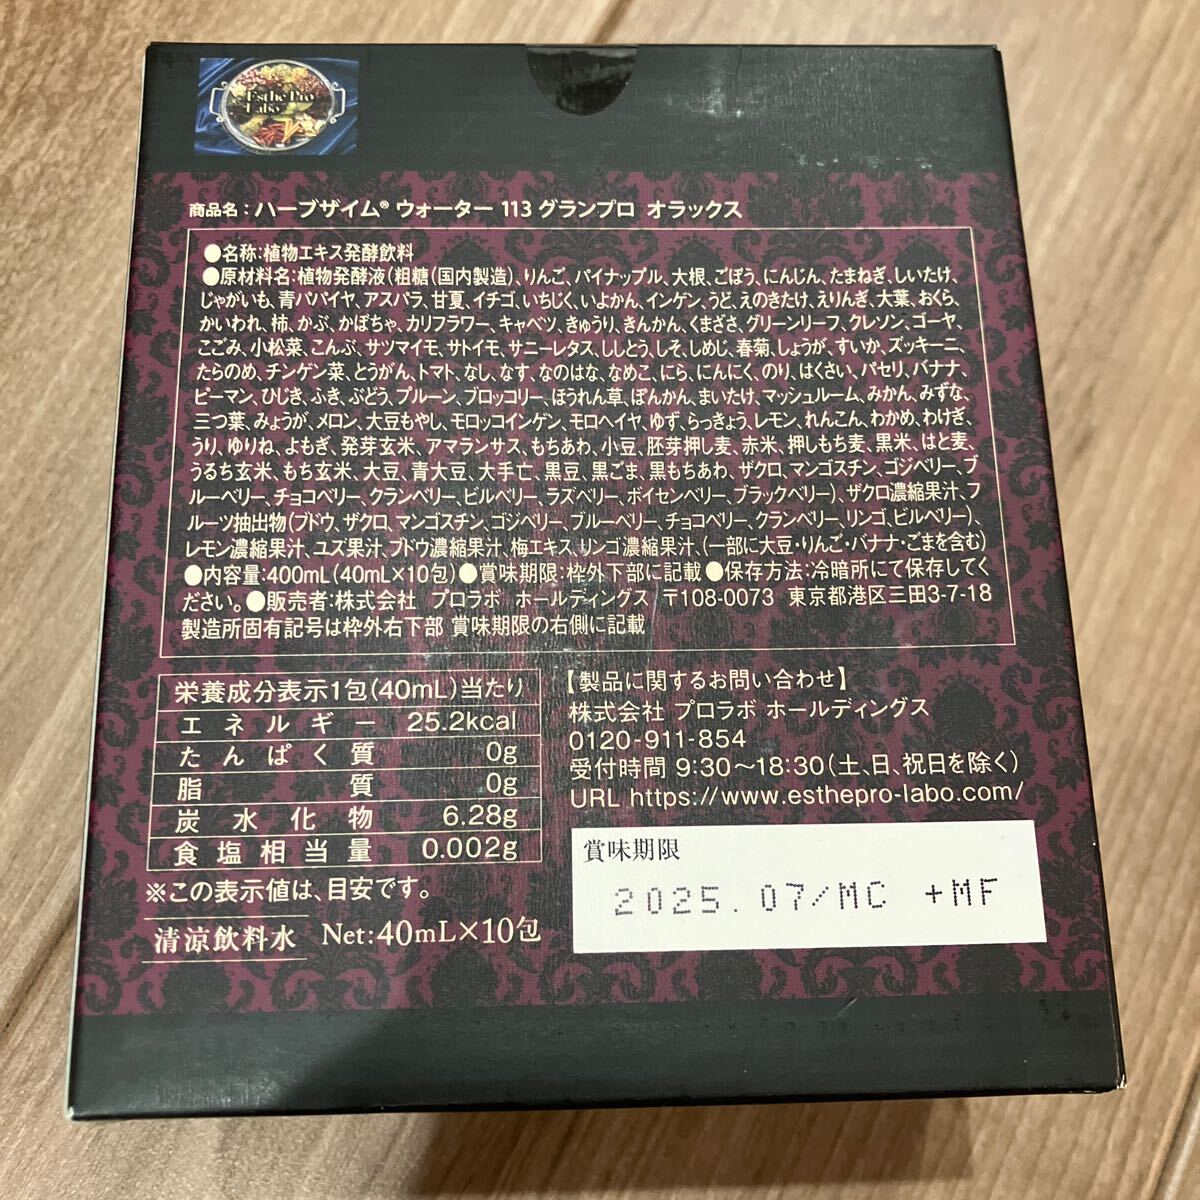 Esthe Pro
Labo
商品名：ハーブザイム® ウォーター 113 グランプロ オラックス
●名称：植物エキス発酵飲料
●原材料名：植物発酵液（粗糖（国内製造）、りんご、パイナップル、大根、ごぼう、にんじん、たまねぎ、しいたけ、
じゃがいも、青パパイヤ、アスパラ、甘夏、イチゴ、いちじく、いよかん、インゲン、うど、えのきたけ、えりんぎ、大葉、おくら、
かいわれ、柿、かぶ、かぼちゃ、カリフラワー、キャベツ、きゅうり、きんかん、くまざさ、グリーンリーフ、クレソン、ゴーヤ、
こごみ、小松菜、こんぶ、サツマイモ、サトイモ、サニーレタス、ししとう、しそ、しめじ、春菊、しょうが、すいか、ズッキーニ、
たらのめ、チンゲン菜、とうがん、トマト、なし、なす、なのはな、なめこ、にら、にんにく、のり、はくさい、パセリ、バナナ、
ピーマン、ひじき、ふき、ぶどう、プルーン、ブロッコリー、ほうれん草、ぽんかん、まいたけ、マッシュルーム、みかん、みずな、
三つ葉、みょうが、メロン、大豆もやし、モロッコインゲン、モロヘイヤ、ゆず、らっきょう、レモン、れんこん、わかめ、わけぎ、
うり、ゆりね、よもぎ、発芽玄米、アマランサス、もちあわ、小豆、胚芽押し麦、赤米、押しもち麦、黒米、はと麦、
うるち玄米、もち玄米、大豆、青大豆、大手亡、黒豆、黒ごま、黒もちあわ、ザクロ、マンゴスチン、ゴジベリー、ブ
ルーベリー、チョコベリー、クランベリー、ビルベリー、ラズベリー、ボイセンベリー、ブラックベリー）、ザクロ濃縮果汁、フ
ルーツ抽出物（ブドウ、ザクロ、マンゴスチン、ゴジベリー、ブルーベリー、チョコベリー、クランベリー、リンゴ、ビルベリー）、
レモン濃縮果汁、ユズ果汁、ブドウ濃縮果汁、梅エキス、リンゴ濃縮果汁、（一部に大豆・りんご・バナナ・ごまを含む）
●内容量：400mL（40mL×10包）●賞味期限：枠外下部に記載●保存方法：冷暗所にて保存してく
ださい。●販売者：株式会社 プロラボ ホールディングス 〒108-0073 東京都港区三田3-7-18
製造所固有記号は枠外右下部 賞味期限の右側に記載
栄養成分表示1包（40mL）当たり
エネルギー 25.2kcal
たんぱく質 0g
脂質 0g
炭水化物 6.28g
食塩相当量 0.002g
※この表示値は、目安です。
清涼飲料水 Net:40mL×10包
【製品に関するお問い合わせ】
株式会社 プロラボ ホールディングス
0120-911-854
受付時間 9:30～18:30（土、日、祝日を除く）
URL https://www.esthepro-labo.com/
賞味期限
2025.07/MC +MF